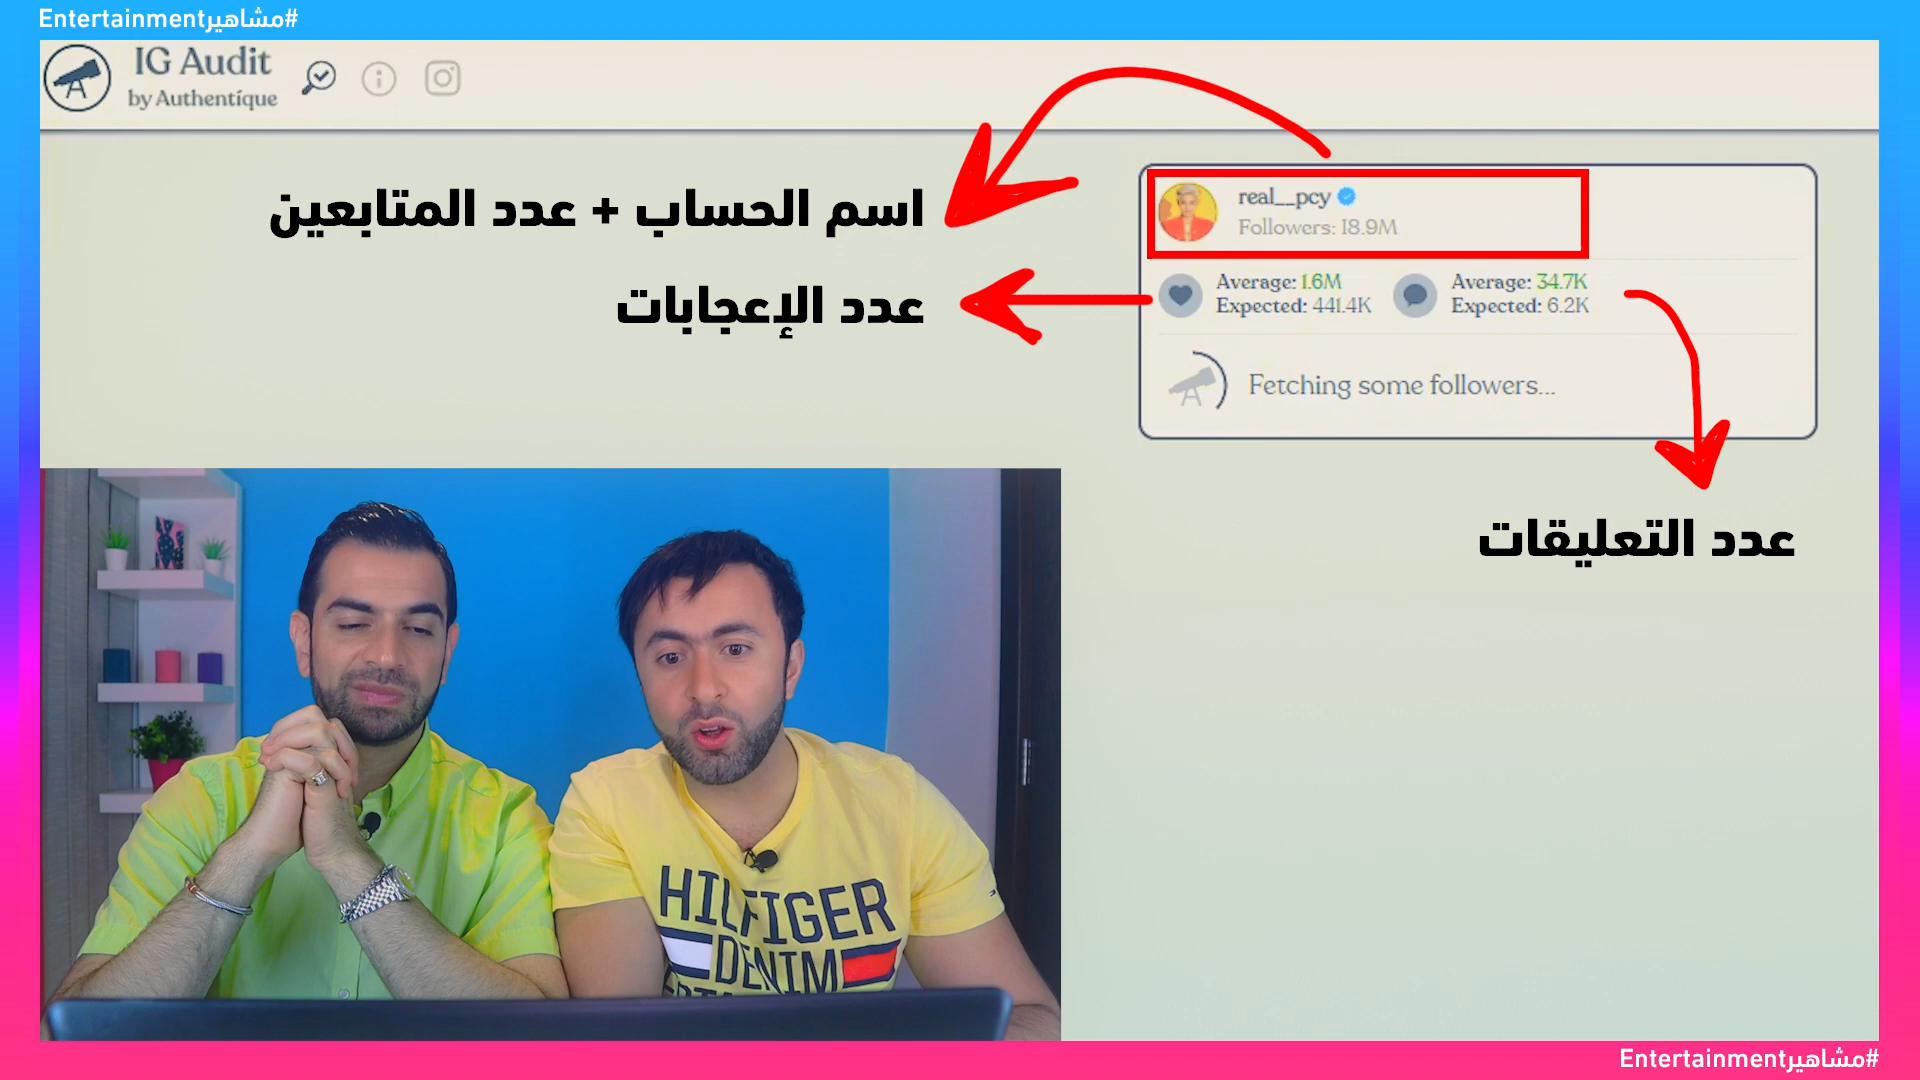 #مشاهيرEntertainment
IG Audit
by Authentíque
اسم الحساب + عدد المتابعين
real__pcy
Followers: 18.9M
عدد الإعجابات
Average: 1.6M
Expected: 441.4K
Average: 34.7K
Expected: 6.2K
Fetching some followers...
عدد التعليقات
HILFIGER
DENIM
#مشاهيرEntertainment